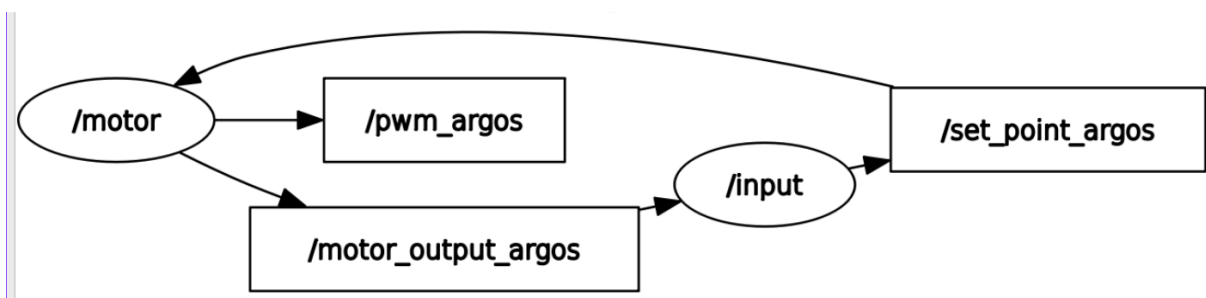 /motor
/pwm_argos
/set_point_argos
/input
/motor_output_argos